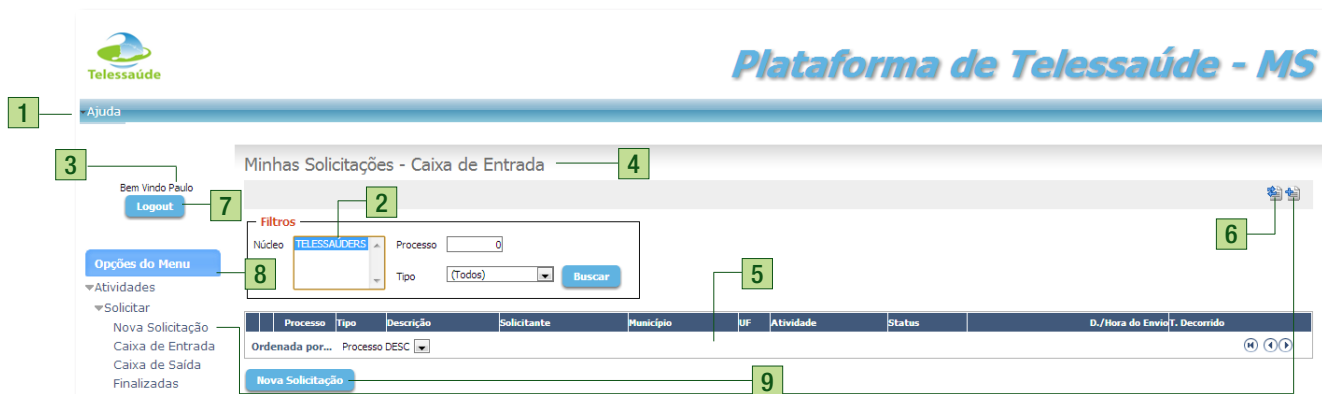 Telessaúde
Plataforma de Telessaúde - MS
1
Ajuda
3
Minhas Solicitações - Caixa de Entrada
4
Bem Vindo Paulo
Logout
7
2
6
Filtros
Núcleo TELESSAÚDERS Processo 0
Tipo (Todos) Buscar
5
Opções do Menu
8
Atividades
Solicitar
Nova Solicitação
Caixa de Entrada
Caixa de Saída
Finalizadas
Processo Tipo Descrição Solicitante Município UF Atividade Status D./Hora do Envio T. Decorrido
Ordenada por... Processo DESC
Nova Solicitação
9